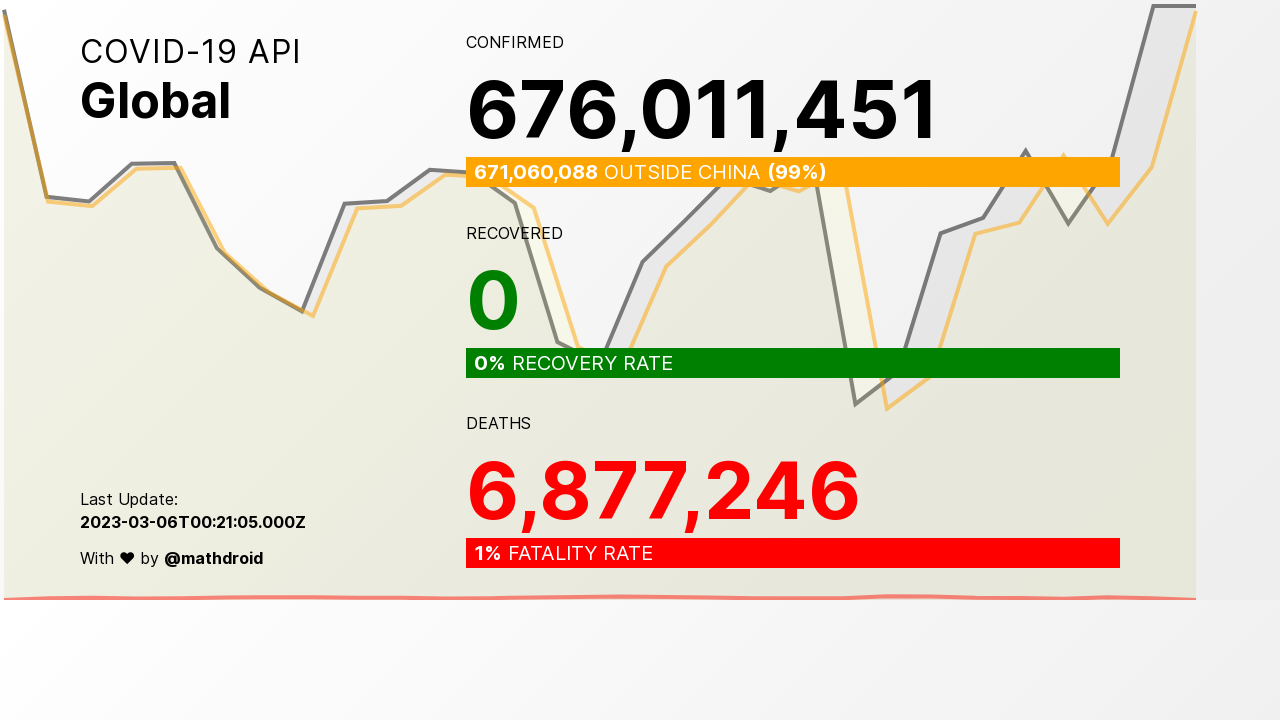 COVID-19 API
Global
CONFIRMED
676,011,451
671,060,088 OUTSIDE CHINA (99%)
RECOVERED
0
0% RECOVERY RATE
DEATHS
6,877,246
1% FATALITY RATE
Last Update:
2023-03-06T00:21:05.000Z
With ♥ by @mathdroid